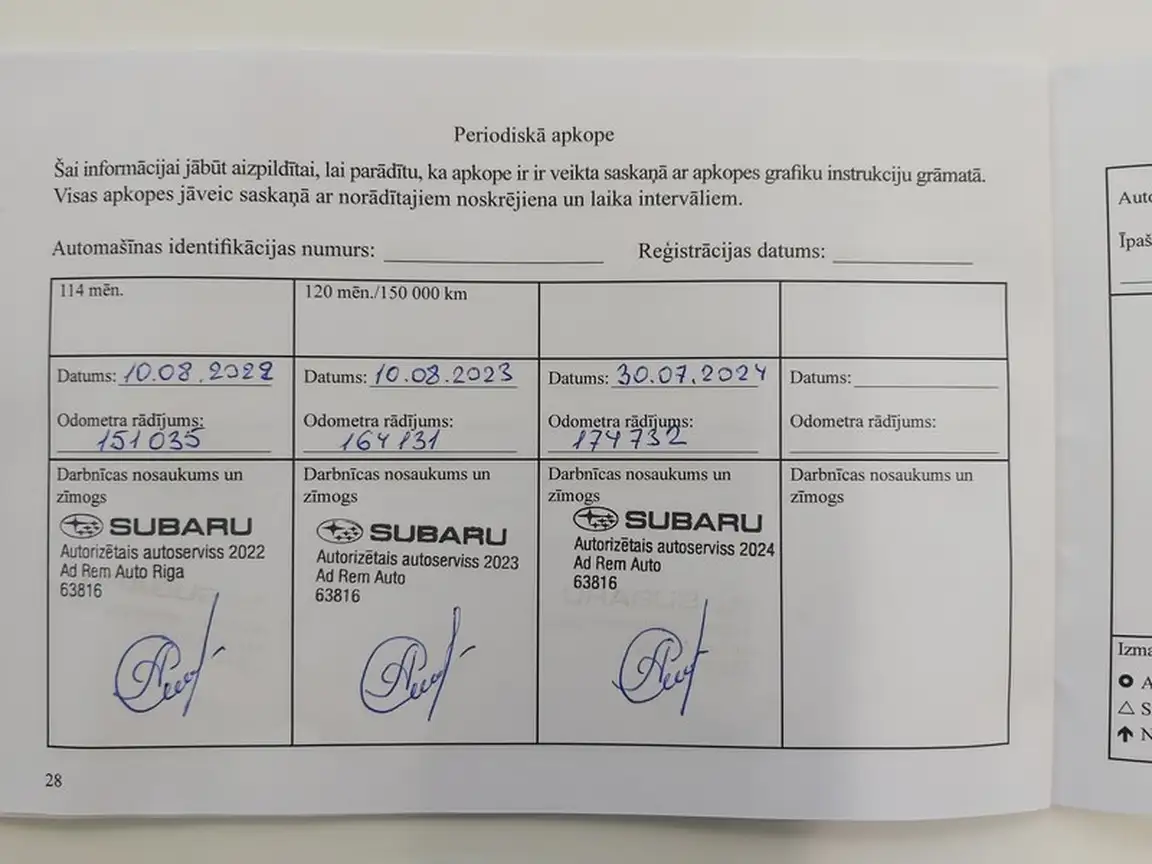 Periodiskā apkope
Šai informācijai jābūt aizpildītai, lai parādītu, ka apkope ir ir veikta saskaņā ar apkopes grafiku instrukciju grāmatā.
Visas apkopes jāveic saskaņā ar norādītajiem noskrējiena un laika intervāliem.
Automašīnas identifikācijas numurs:
Reģistrācijas datums:
114 mēn.
120 mēn./150 000 km
Datums: 10.08.2022
Datums: 10.08.2023
Datums: 30.07.2024
Datums:
Odometra rādījums:
151035
Odometra rādījums:
164131
Odometra rādījums:
174732
Odometra rādījums:
Darbnīcas nosaukums un
zīmogs
SUBARU
Autorizētais autoserviss 2022
Ad Rem Auto Riga
63816
Darbnīcas nosaukums un
zīmogs
SUBARU
Autorizētais autoserviss 2023
Ad Rem Auto
63816
Darbnīcas nosaukums un
zīmogs
SUBARU
Autorizētais autoserviss 2024
Ad Rem Auto
63816
Darbnīcas nosaukums un
zīmogs
28